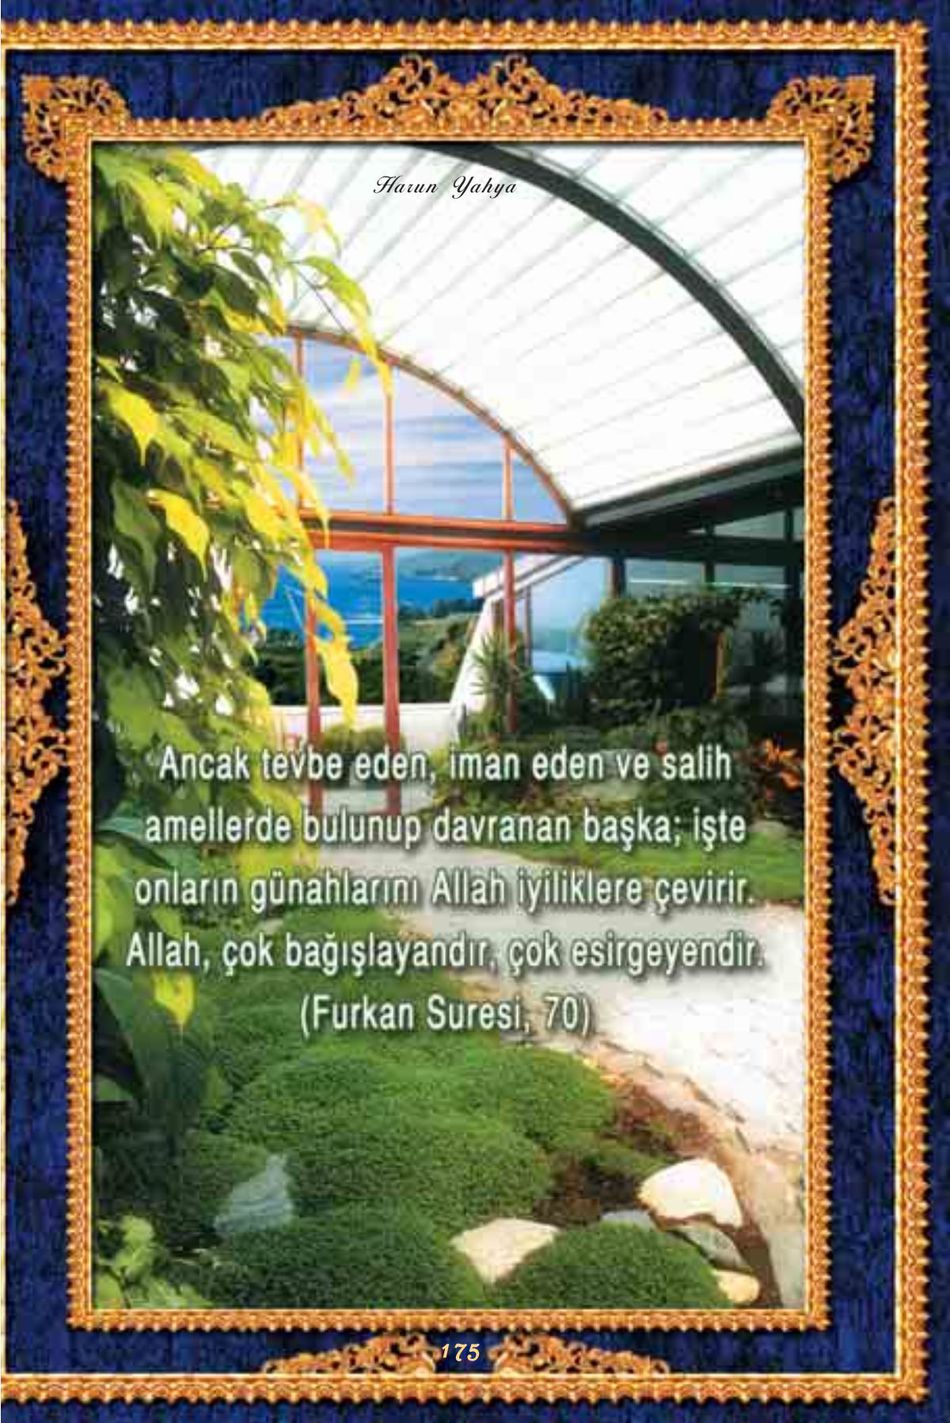 Harun Yahya
Ancak tevbe eden, iman eden ve salih
amellerde bulunup davranan başka; işte
onların günahlarını Allah iyiliklere çevirir.
Allah, çok bağışlayandır, çok esirgeyendir.
(Furkan Suresi, 70)
175